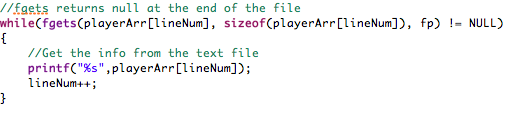 //fgets returns null at the end of the file
while(fgets(playerArr[lineNum], sizeof(playerArr[lineNum]), fp) != NULL)
{
    //Get the info from the text file
    printf("%s",playerArr[lineNum]);
    lineNum++;
}